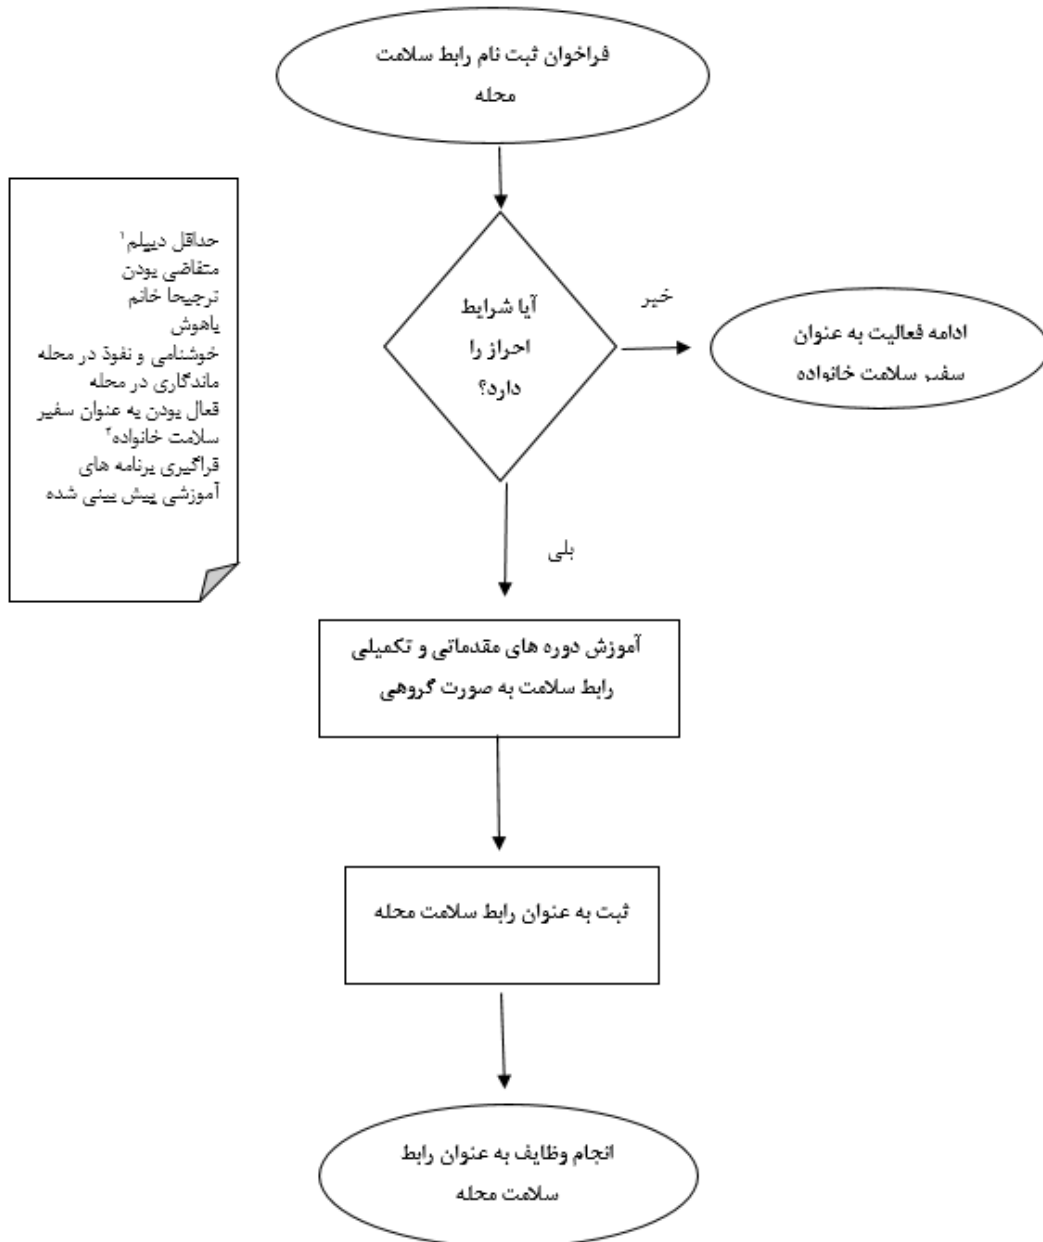 فراخوان ثبت نام رابط سلامت
محله
حداقل دیپلم۱
متقاضی بودن
ترجیحا خانم
باهوش
خوشنامی و نفوذ در محله
ماندگاری در محله
فعال بودن به عنوان سفیر
سلامت خانواده۲
فراگیری برنامه های
آموزشی پیش بینی شده
آیا شرایط
احراز را
دارد؟
خیر
ادامه فعالیت به عنوان
سفیر سلامت خانواده
بلی
آموزش دوره های مقدماتی و تکمیلی
رابط سلامت به صورت گروهی
ثبت به عنوان رابط سلامت محله
انجام وظایف به عنوان رابط
سلامت محله